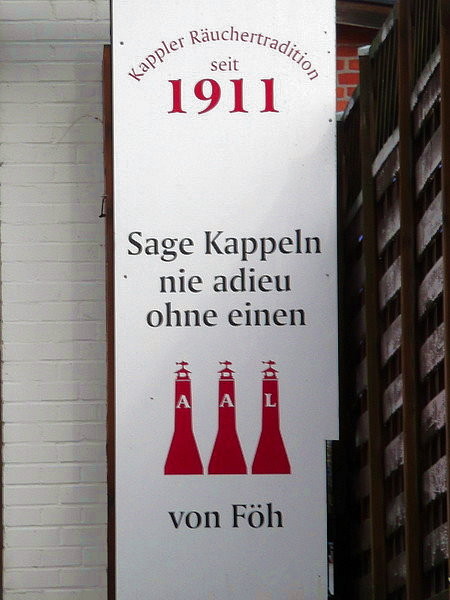 Kappler Räuchertradition
seit
1911
Sage Kappeln
nie adieu
ohne einen
A A L
von Föh